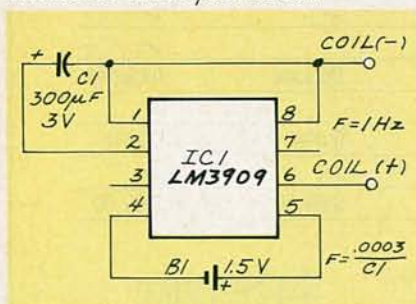 COIL(-)
+
C1
300µF
3V
1
2
3
4
8
7
6
5
IC1
LM3909
F=1Hz
COIL(+)
B1
1.5V
+
F=.0003/C1